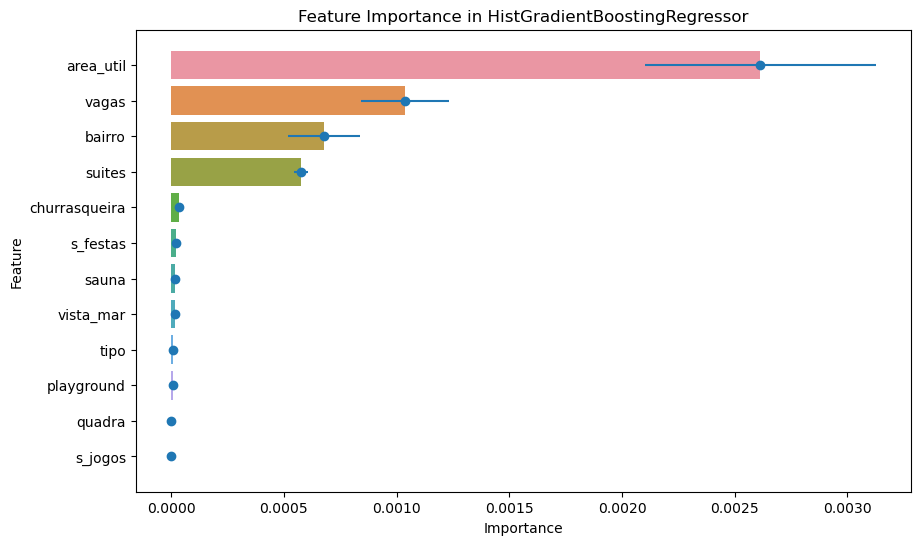 Feature Importance in HistGradientBoostingRegressor
area_util
vagas
bairro
suites
churrasqueira
s_festas
sauna
vista_mar
tipo
playground
quadra
s_jogos
Feature
0.0000 0.0005 0.0010 0.0015 0.0020 0.0025 0.0030
Importance